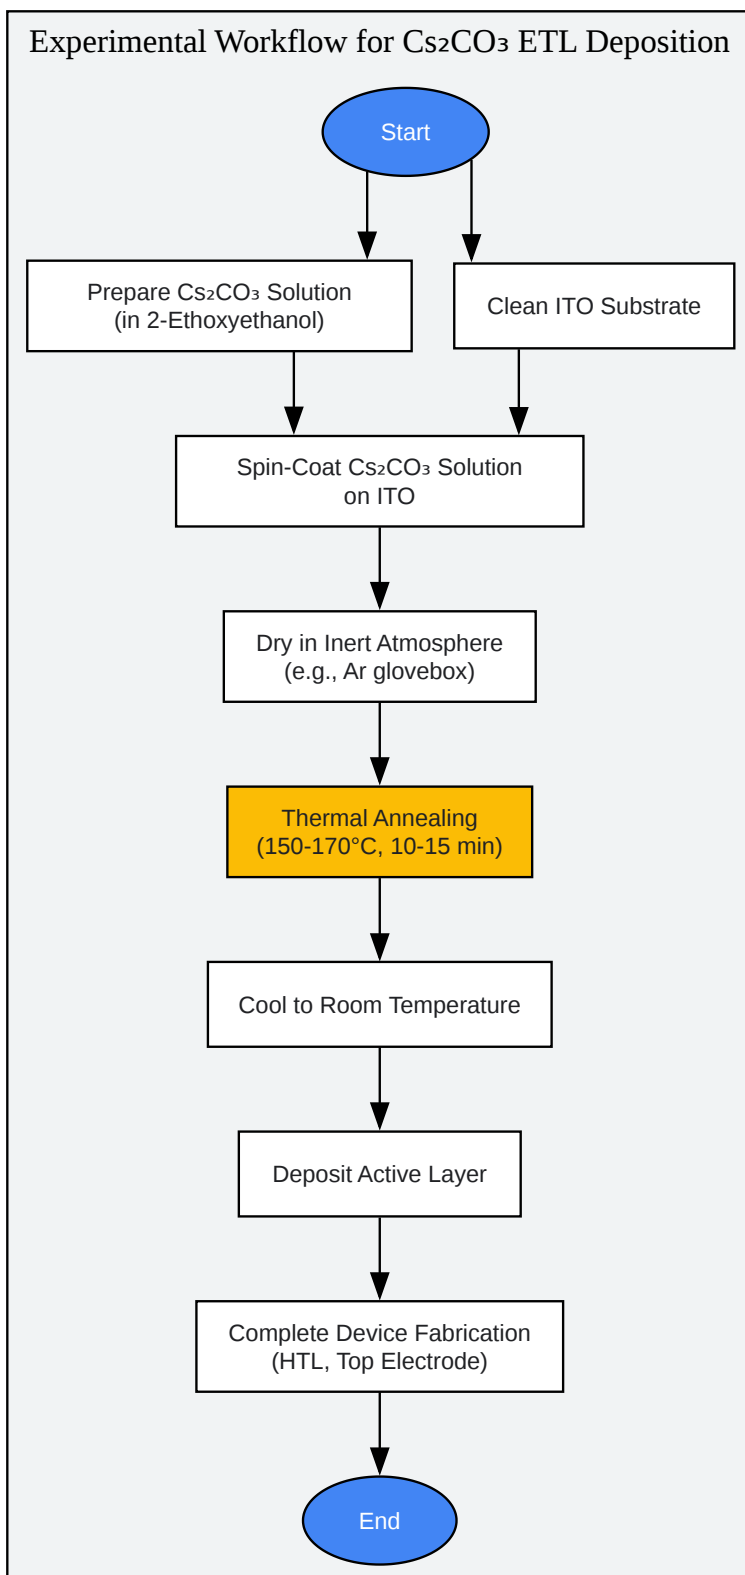 Experimental Workflow for Cs₂CO₃ ETL Deposition
Start
Prepare Cs₂CO₃ Solution
(in 2-Ethoxyethanol)
Clean ITO Substrate
Spin-Coat Cs₂CO₃ Solution
on ITO
Dry in Inert Atmosphere
(e.g., Ar glovebox)
Thermal Annealing
(150-170°C, 10-15 min)
Cool to Room Temperature
Deposit Active Layer
Complete Device Fabrication
(HTL, Top Electrode)
End